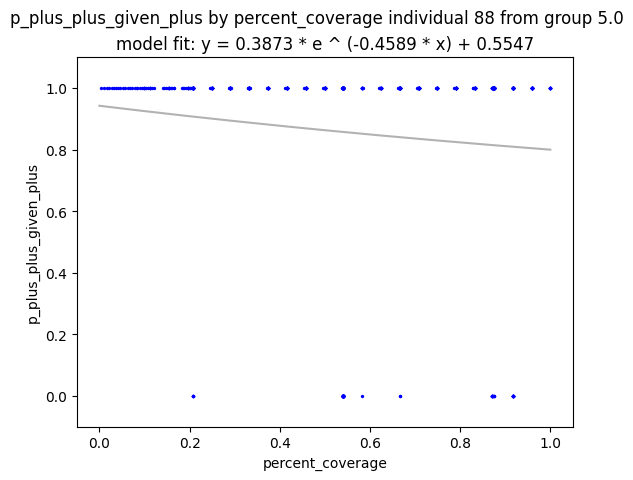 p_plus_plus_given_plus by percent_coverage individual 88 from group 5.0
model fit: y = 0.3873 * e ^ (-0.4589 * x) + 0.5547
1.0
0.8
0.6
0.4
0.2
0.0
p_plus_plus_given_plus
0.0 0.2 0.4 0.6 0.8 1.0
percent_coverage